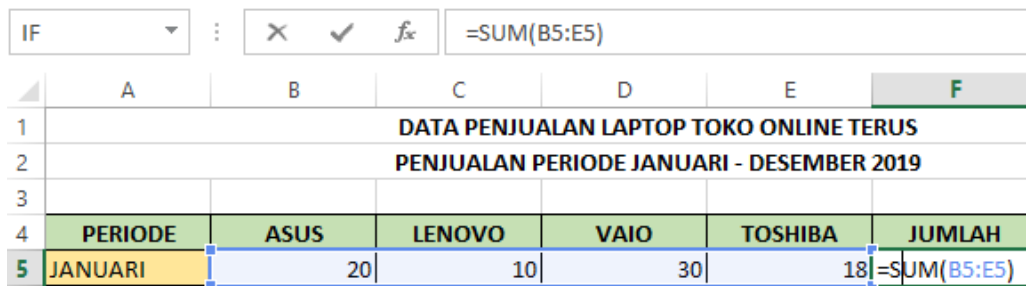 IF fx =SUM(B5:E5)
A B C D E F
1 DATA PENJUALAN LAPTOP TOKO ONLINE TERUS
2 PENJUALAN PERIODE JANUARI - DESEMBER 2019
3
4 PERIODE ASUS LENOVO VAIO TOSHIBA JUMLAH
5 JANUARI 20 10 30 18 =SUM(B5:E5)